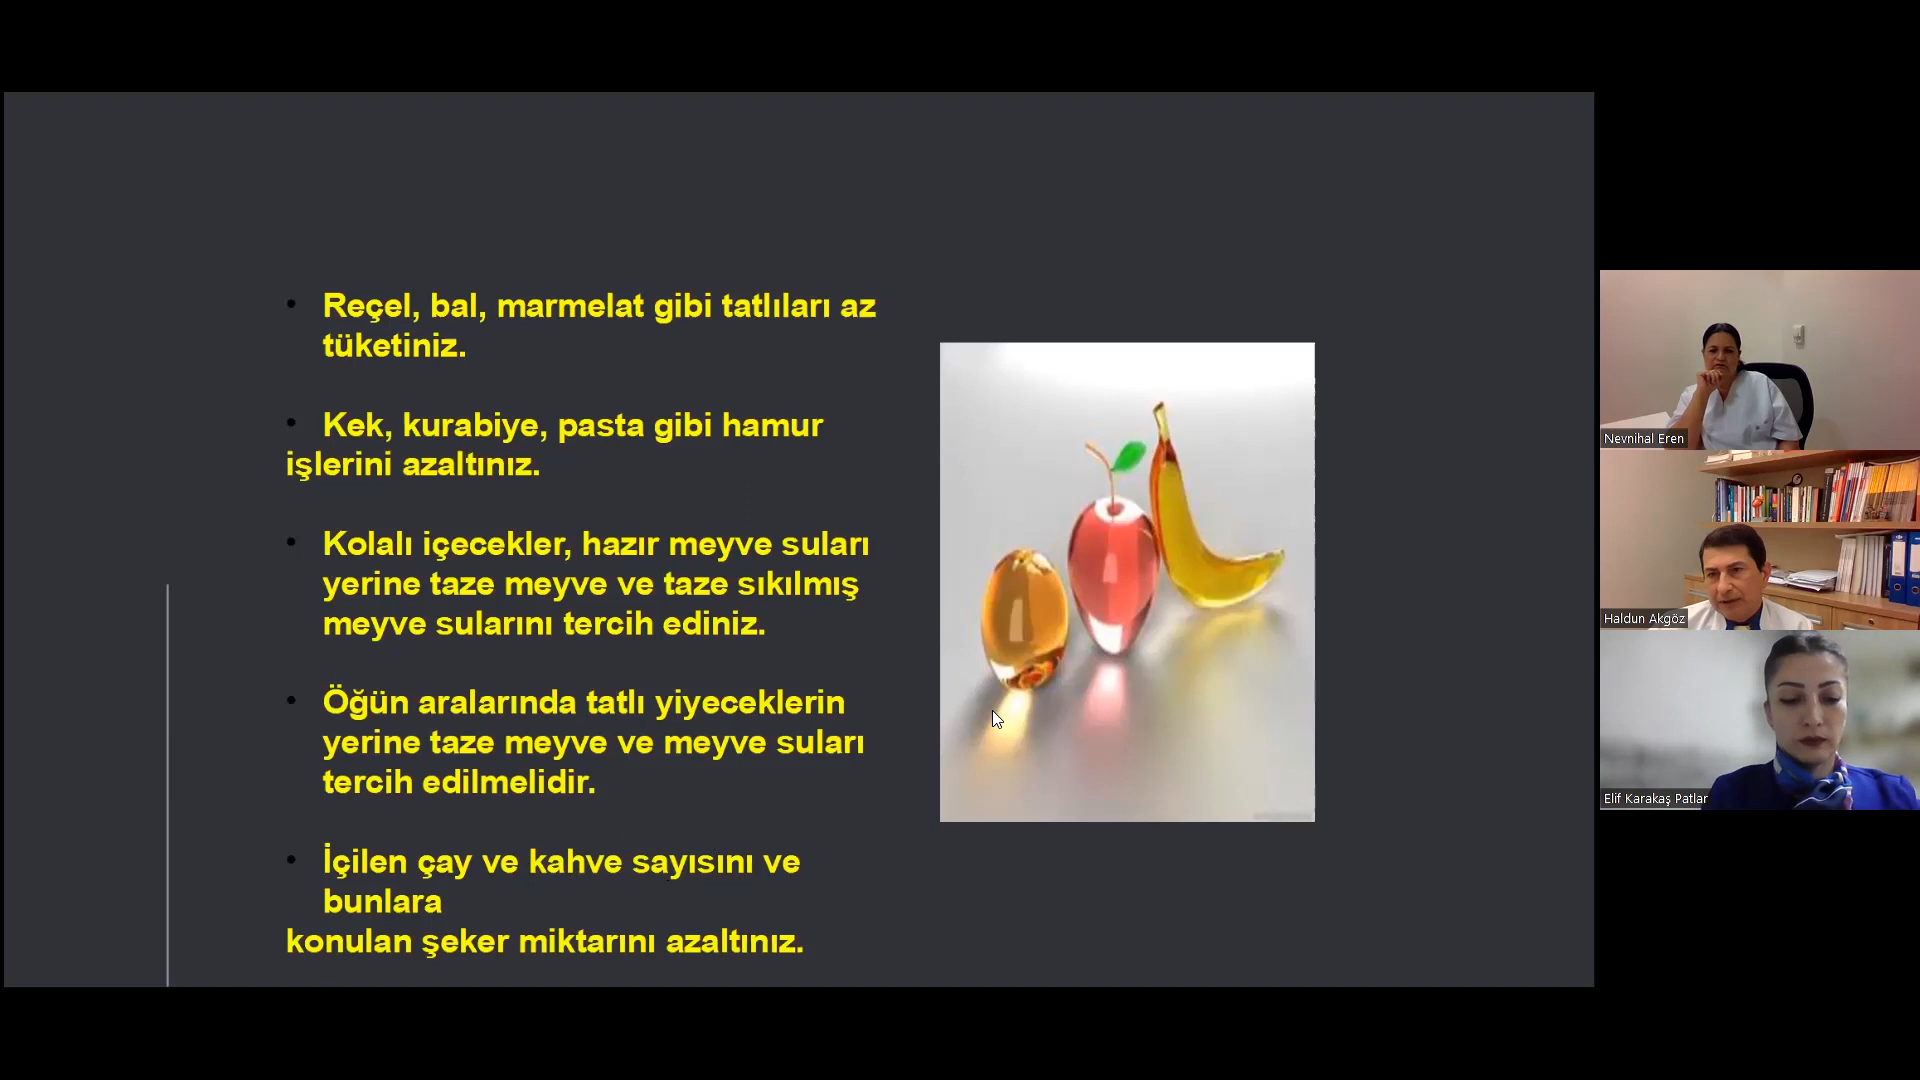 • Reçel, bal, marmelat gibi tatlıları az
tüketiniz.
• Kek, kurabiye, pasta gibi hamur
işlerini azaltınız.
• Kolalı içecekler, hazır meyve suları
yerine taze meyve ve taze sıkılmış
meyve sularını tercih ediniz.
• Öğün aralarında tatlı yiyeceklerin
yerine taze meyve ve meyve suları
tercih edilmelidir.
• İçilen çay ve kahve sayısını ve
bunlara
konulan şeker miktarını azaltınız.
Nevnihal Eren
Haldun Akgöz
Elif Karakaş Patlar